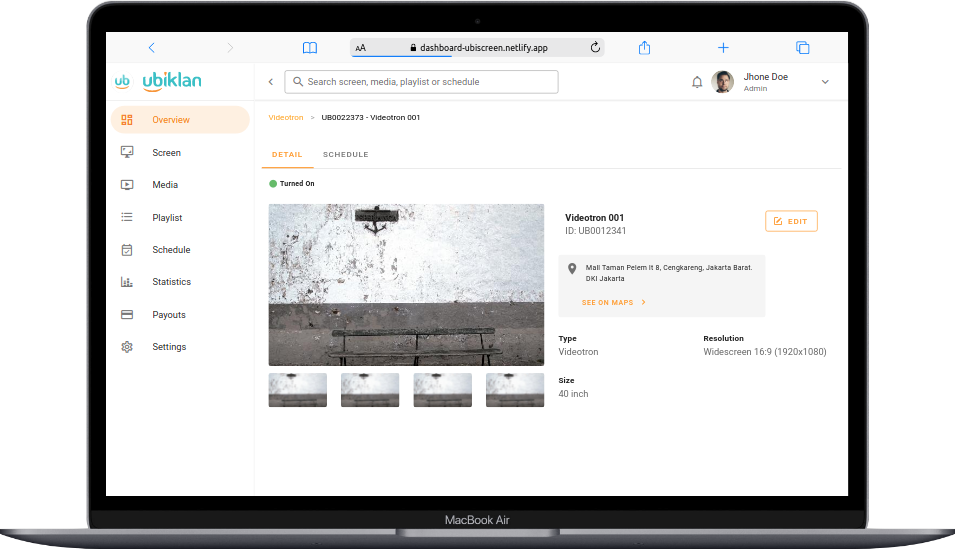 AA dashboard-ubiscreen.netlify.app
ub ubiklan
Search screen, media, playlist or schedule
Jhone Doe
Admin
Overview
Screen
Media
Playlist
Schedule
Statistics
Payouts
Settings
Videotron > UB0022373 - Videotron 001
DETAIL SCHEDULE
Turned On
Videotron 001
ID: UB0012341
EDIT
Mall Taman Pelem lt 8, Cengkareng, Jakarta Barat.
DKI Jakarta
SEE ON MAPS >
Type
Videotron
Resolution
Widescreen 16:9 (1920x1080)
Size
40 inch
MacBook Air